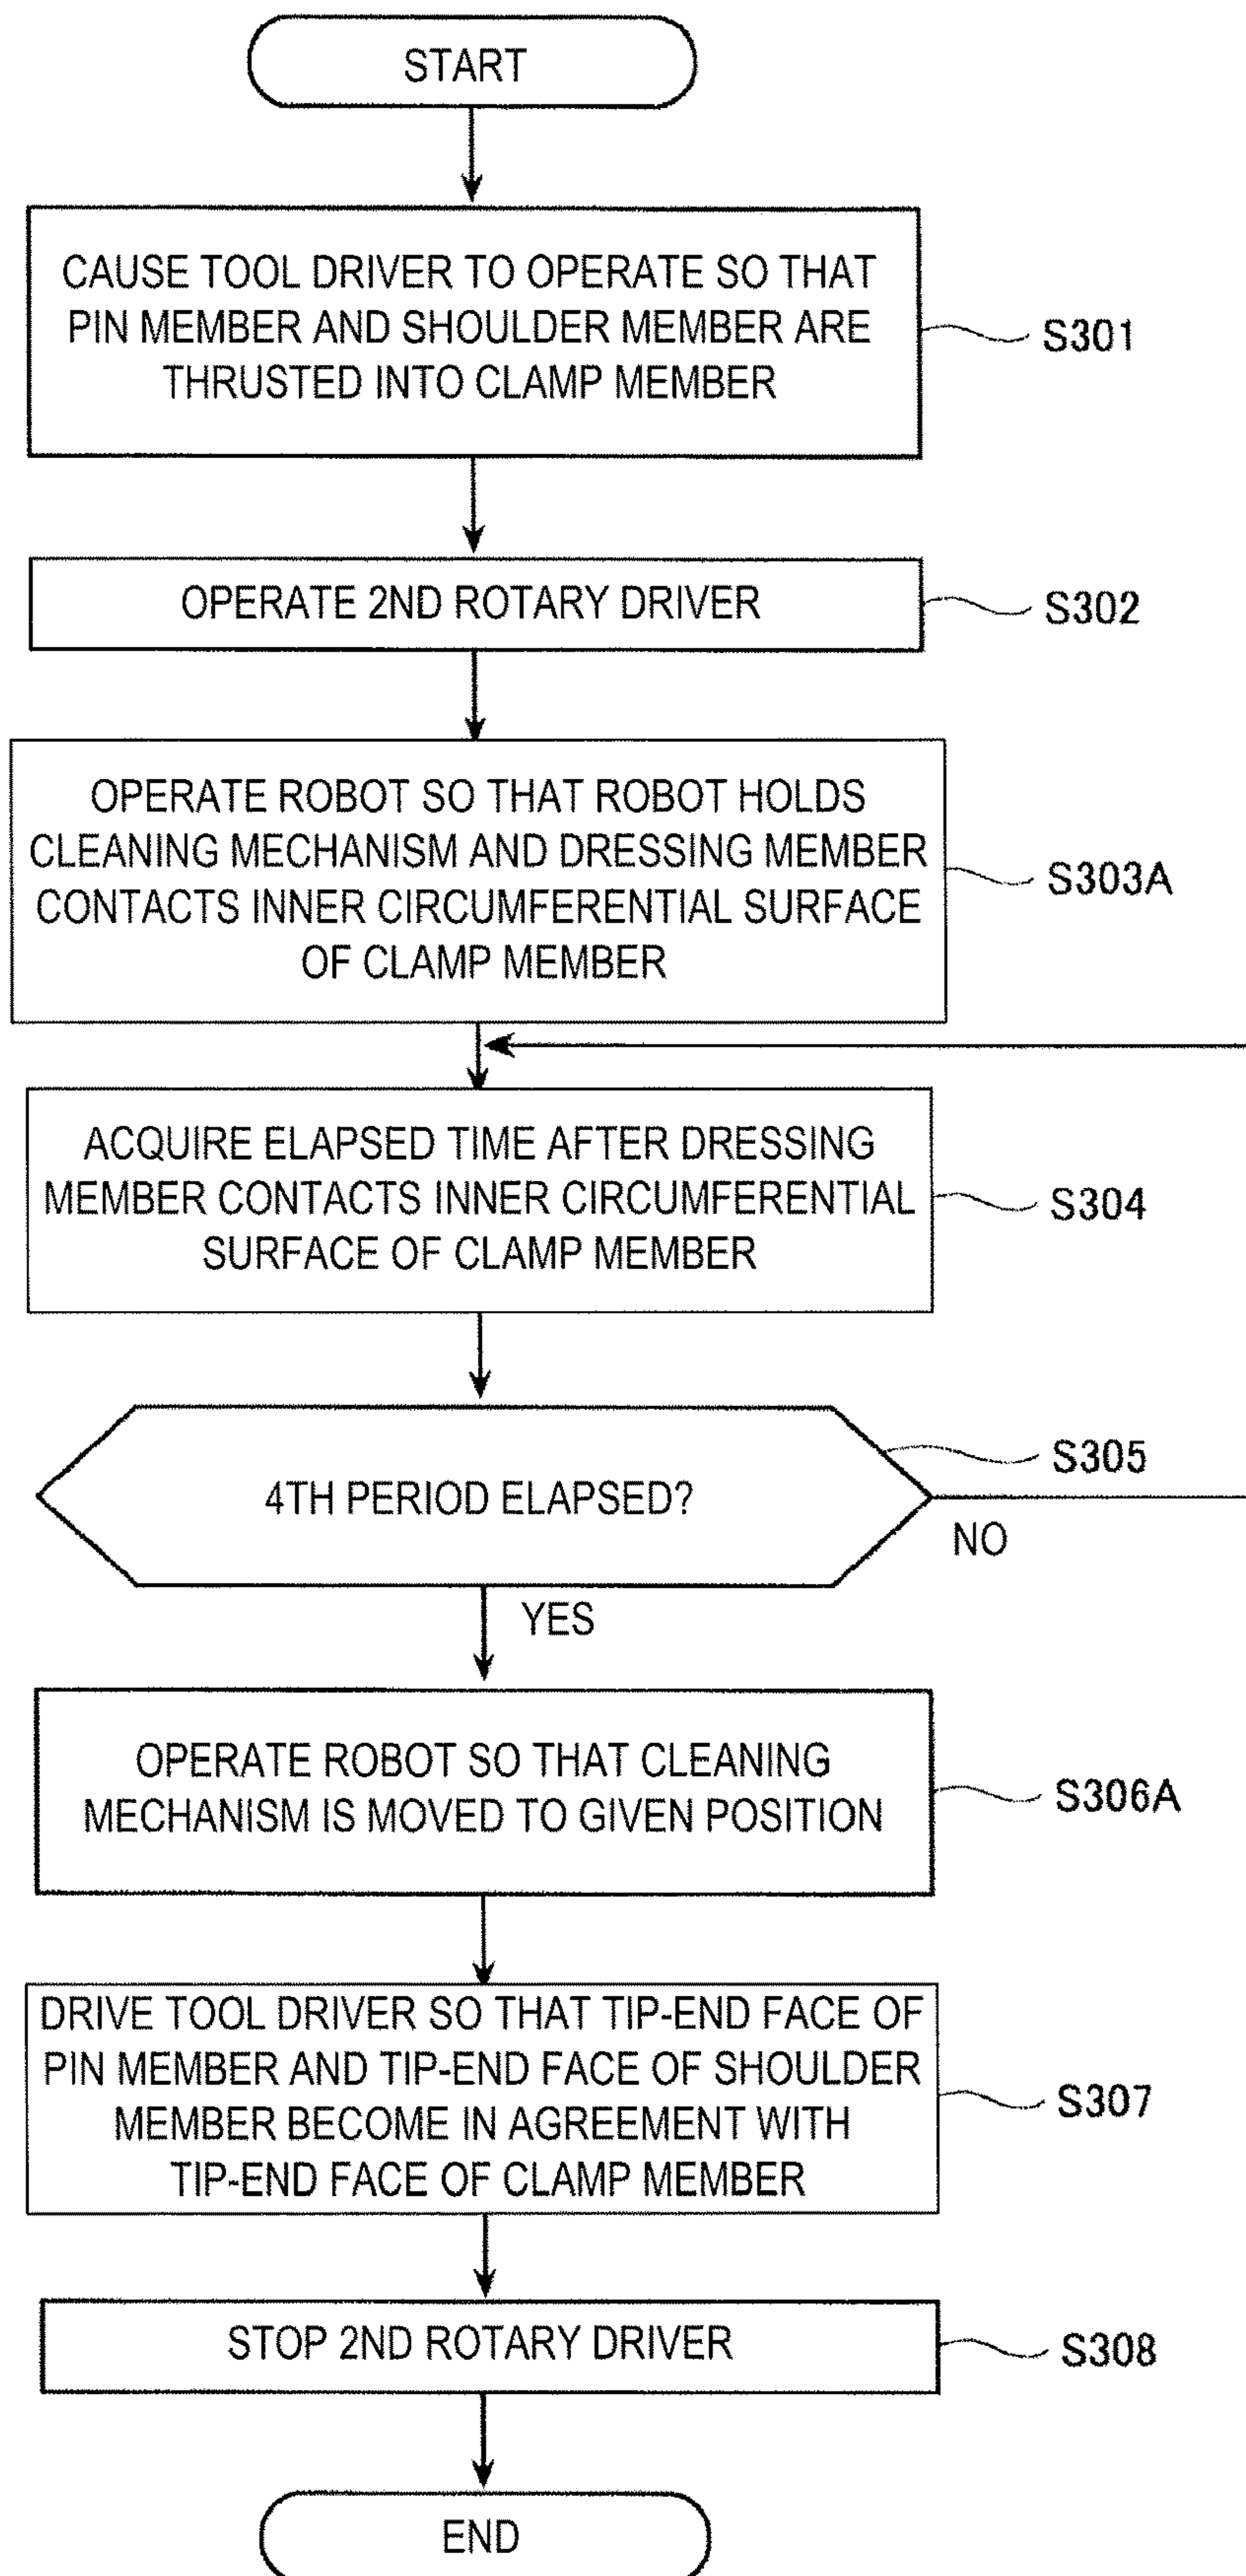 START
CAUSE TOOL DRIVER TO OPERATE SO THAT
PIN MEMBER AND SHOULDER MEMBER ARE
THRUSTED INTO CLAMP MEMBER
S301
OPERATE 2ND ROTARY DRIVER
S302
OPERATE ROBOT SO THAT ROBOT HOLDS
CLEANING MECHANISM AND DRESSING MEMBER
CONTACTS INNER CIRCUMFERENTIAL SURFACE
OF CLAMP MEMBER
S303A
ACQUIRE ELAPSED TIME AFTER DRESSING
MEMBER CONTACTS INNER CIRCUMFERENTIAL
SURFACE OF CLAMP MEMBER
S304
4TH PERIOD ELAPSED?
S305
NO
YES
OPERATE ROBOT SO THAT CLEANING
MECHANISM IS MOVED TO GIVEN POSITION
S306A
DRIVE TOOL DRIVER SO THAT TIP-END FACE OF
PIN MEMBER AND TIP-END FACE OF SHOULDER
MEMBER BECOME IN AGREEMENT WITH
TIP-END FACE OF CLAMP MEMBER
S307
STOP 2ND ROTARY DRIVER
S308
END